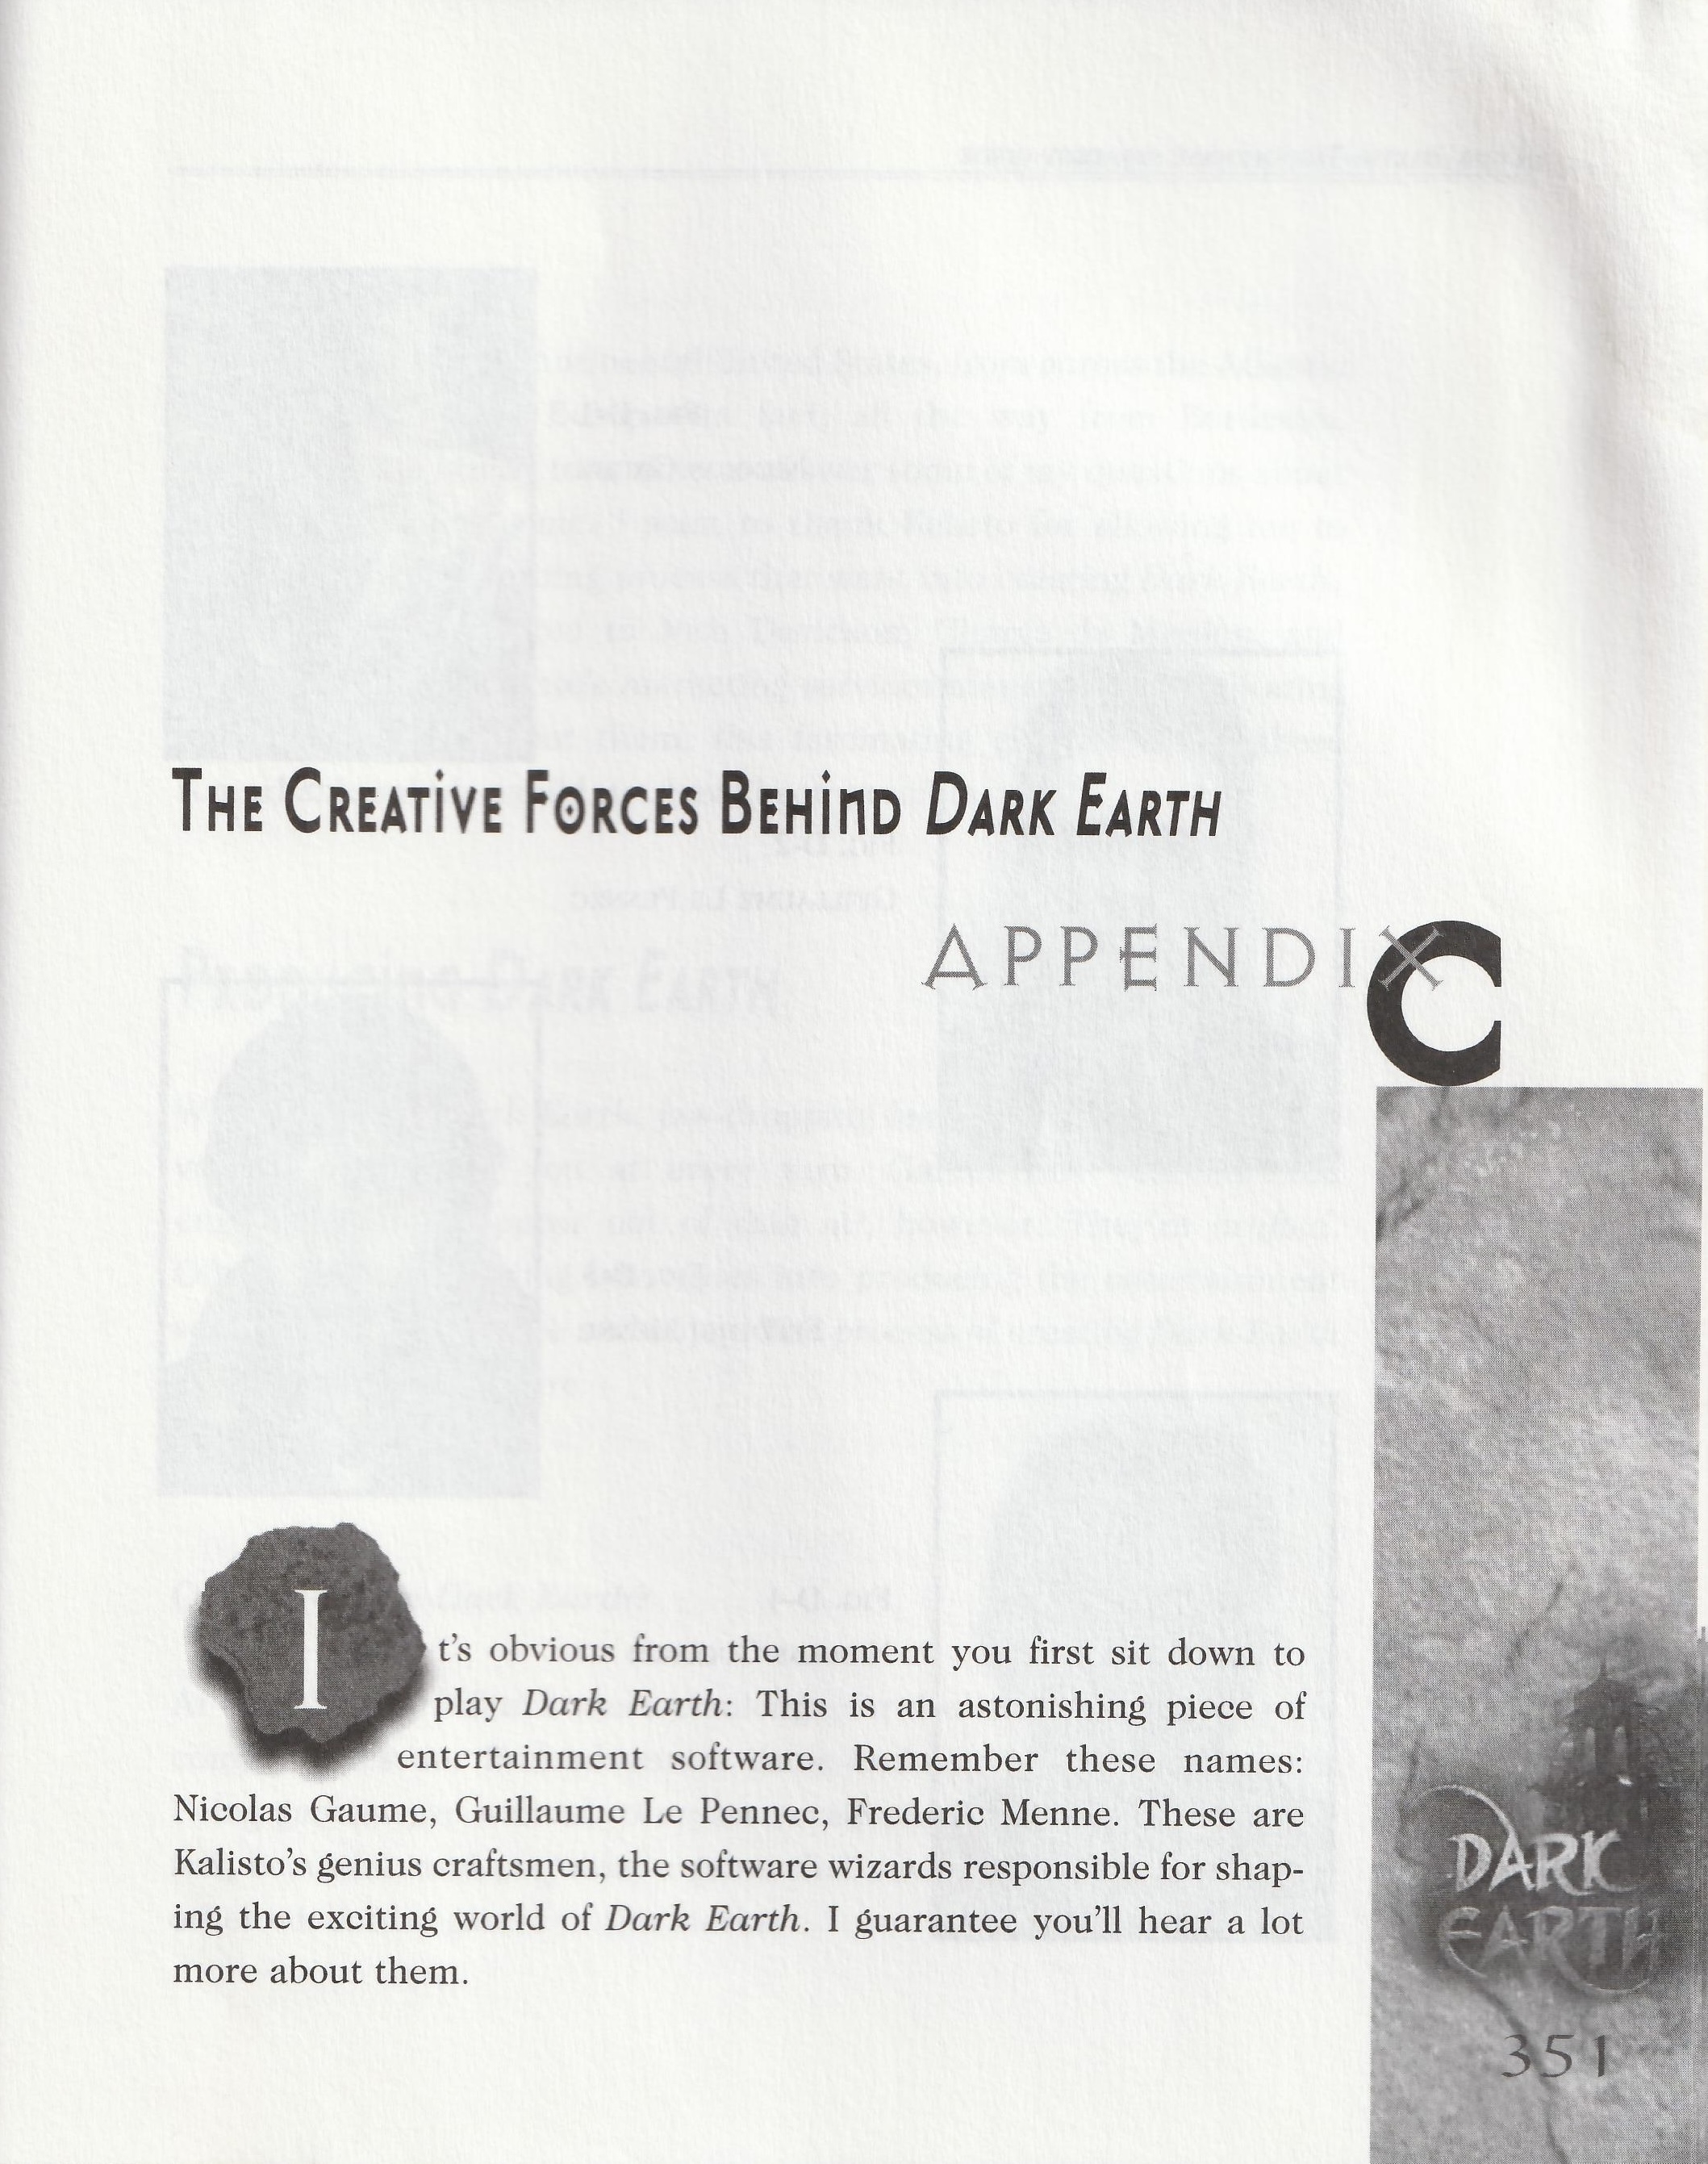 The Creative Forces Behind Dark Earth
APPENDIX
C
It's obvious from the moment you first sit down to
play Dark Earth: This is an astonishing piece of
entertainment software. Remember these names:
Nicolas Gaume, Guillaume Le Pennec, Frederic Menne. These are
Kalisto's genius craftsmen, the software wizards responsible for shap-
ing the exciting world of Dark Earth. I guarantee you'll hear a lot
more about them.
DARK
EARTH
351